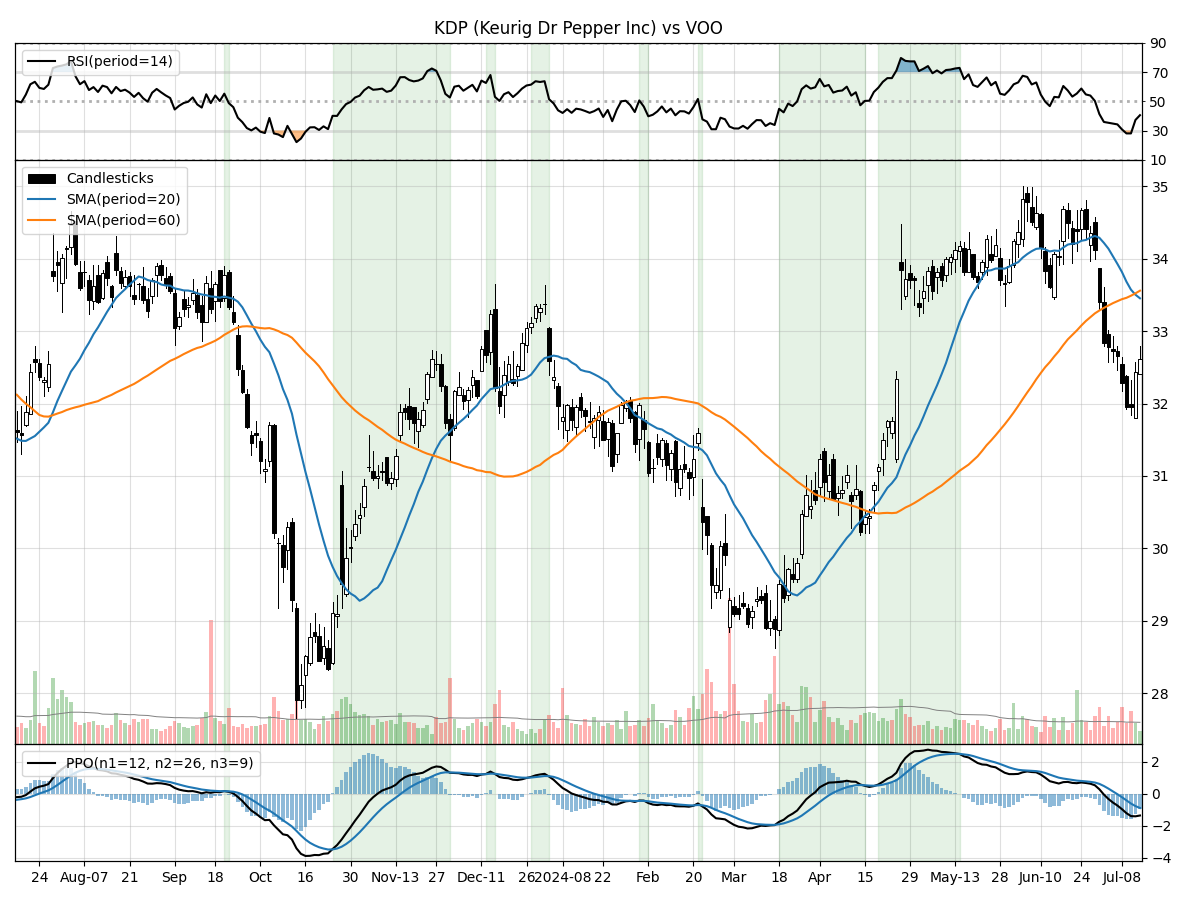 KDP (Keurig Dr Pepper Inc) vs VOO
RSI(period=14)
90
70
50
30
10
Candlesticks
SMA(period=20)
SMA(period=60)
35
34
33
32
31
30
29
28
PPO(n1=12, n2=26, n3=9)
2
0
−2
−4
24 Aug-07 21 Sep 18 Oct 16 30 Nov-13 27 Dec-11 26 2024-08 22 Feb 20 Mar 18 Apr 15 29 May-13 28 Jun-10 24 Jul-08